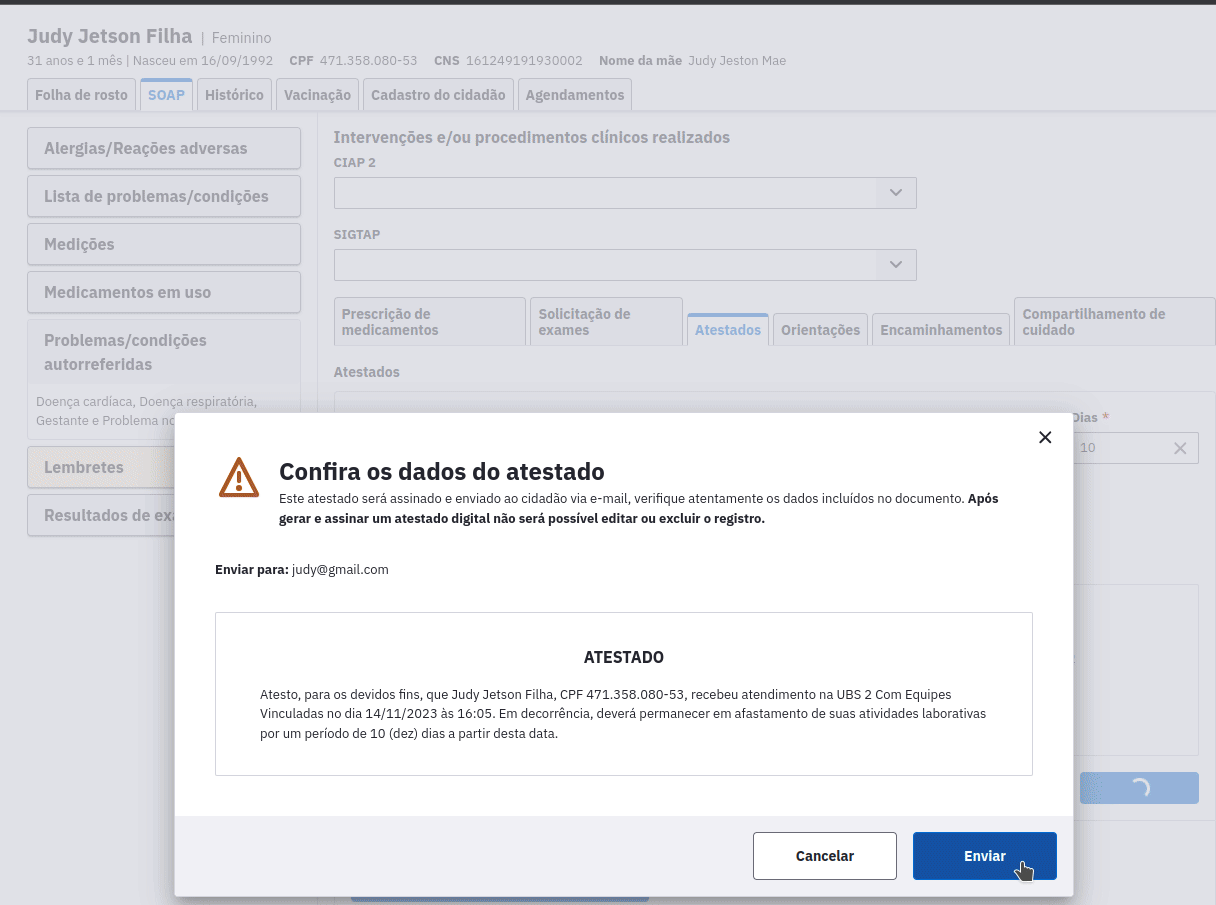 Judy Jetson Filha | Feminino
31 anos e 1 mês | Nasceu em 16/09/1992 CPF 471.358.080-53 CNS 161249191930002 Nome da mãe Judy Jeston Mae
Folha de rosto SOAP Histórico Vacinação Cadastro do cidadão Agendamentos
Alergias/Reações adversas
Lista de problemas/condições
Medições
Medicamentos em uso
Problemas/condições
autorreferidas
Doença cardíaca, Doença respiratória,
Gestante e Problema
Lembretes
Resultados de
Intervenções e/ou procedimentos clínicos realizados
CIAP 2
SIGTAP
Prescrição de
medicamentos
Solicitação de
exames
Atestados
Orientações
Encaminhamentos
Compartilhamento de
cuidado
Atestados
Dias *
10
Confira os dados do atestado
Este atestado será assinado e enviado ao cidadão via e-mail, verifique atentamente os dados incluídos no documento. Após
gerar e assinar um atestado digital não será possível editar ou excluir o registro.
Enviar para: judy@gmail.com
ATESTADO
Atesto, para os devidos fins, que Judy Jetson Filha, CPF 471.358.080-53, recebeu atendimento na UBS 2 Com Equipes
Vinculadas no dia 14/11/2023 às 16:05. Em decorrência, deverá permanecer em afastamento de suas atividades laborativas
por um período de 10 (dez) dias a partir desta data.
Cancelar
Enviar